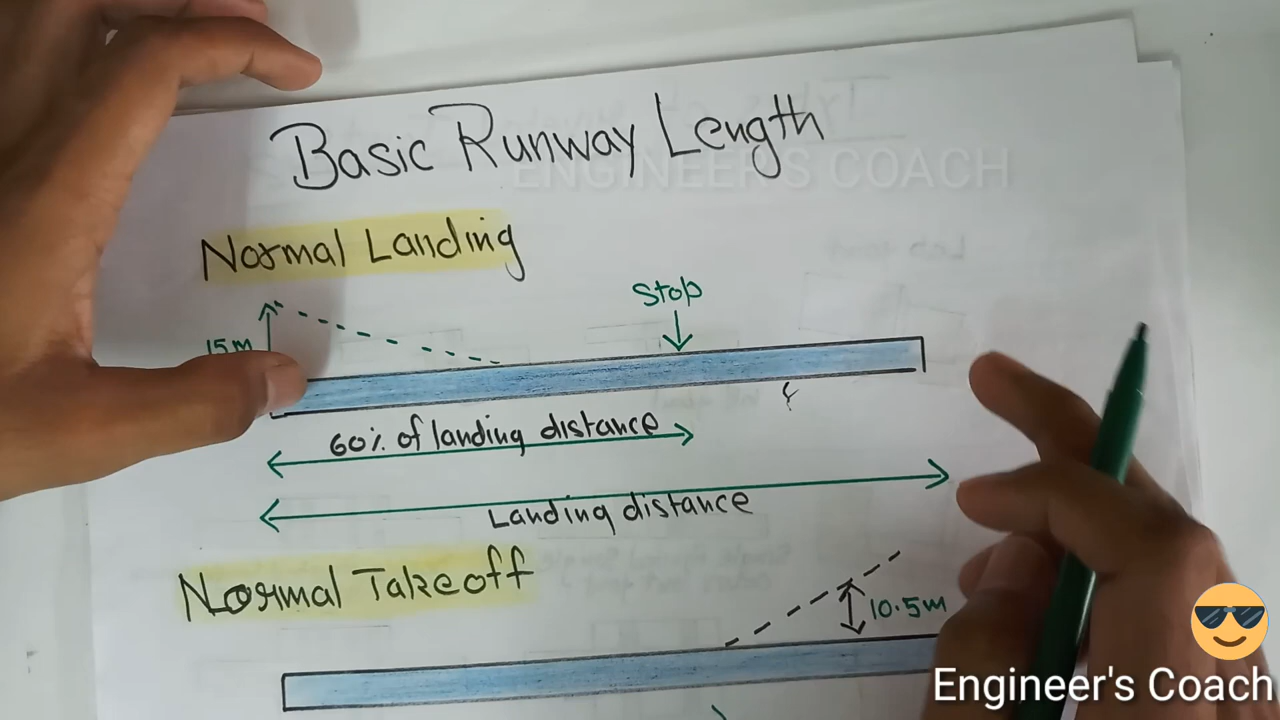 Basic Runway Length
ENGINEER'S COACH
Normal Landing
Stop
15M
60% of landing distance
Landing distance
Normal Takeoff
10.5m
Engineer's Coach